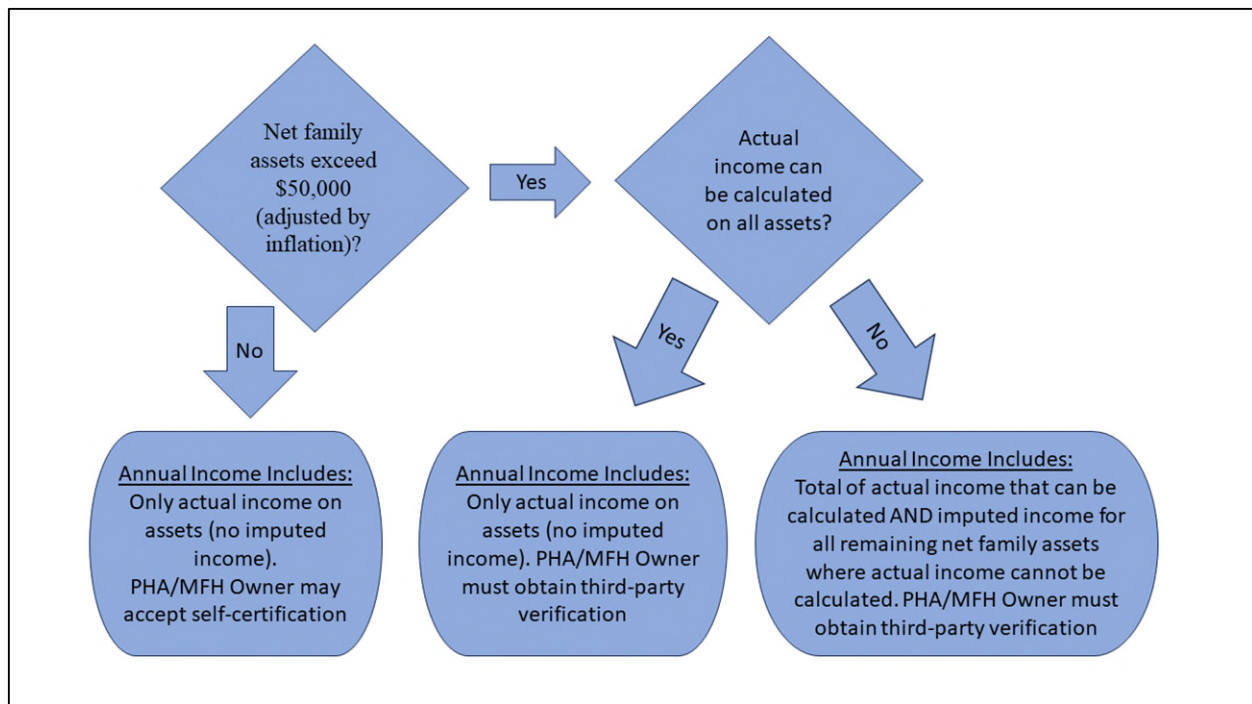 Net family
assets exceed
$50,000
(adjusted by
inflation)?
Yes
Actual
income can
be calculated
on all assets?
No
Yes
No
Annual Income Includes:
Only actual income on
assets (no imputed
income).
PHA/MFH Owner may
accept self-certification
Annual Income Includes:
Only actual income on
assets (no imputed
income). PHA/MFH Owner
must obtain third-party
verification
Annual Income Includes:
Total of actual income that can be
calculated AND imputed income for
all remaining net family assets
where actual income cannot be
calculated. PHA/MFH Owner must
obtain third-party verification